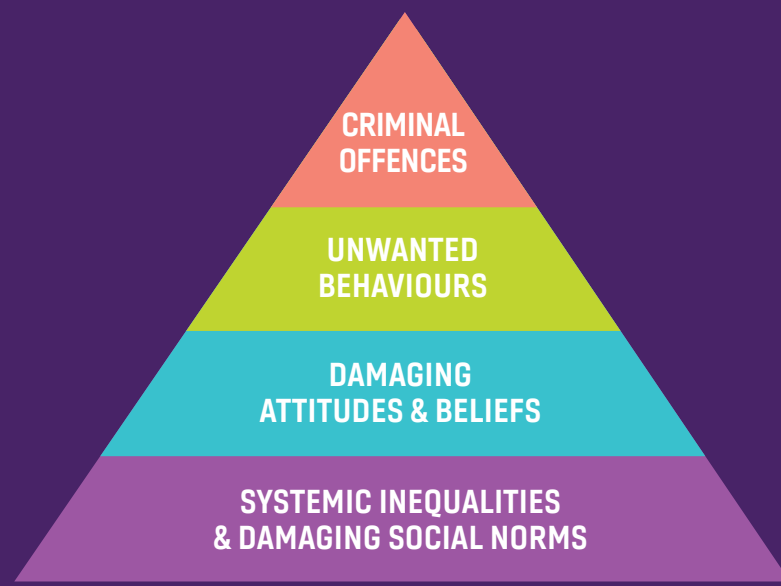 CRIMINAL
OFFENCES
UNWANTED
BEHAVIOURS
DAMAGING
ATTITUDES & BELIEFS
SYSTEMIC INEQUALITIES
& DAMAGING SOCIAL NORMS